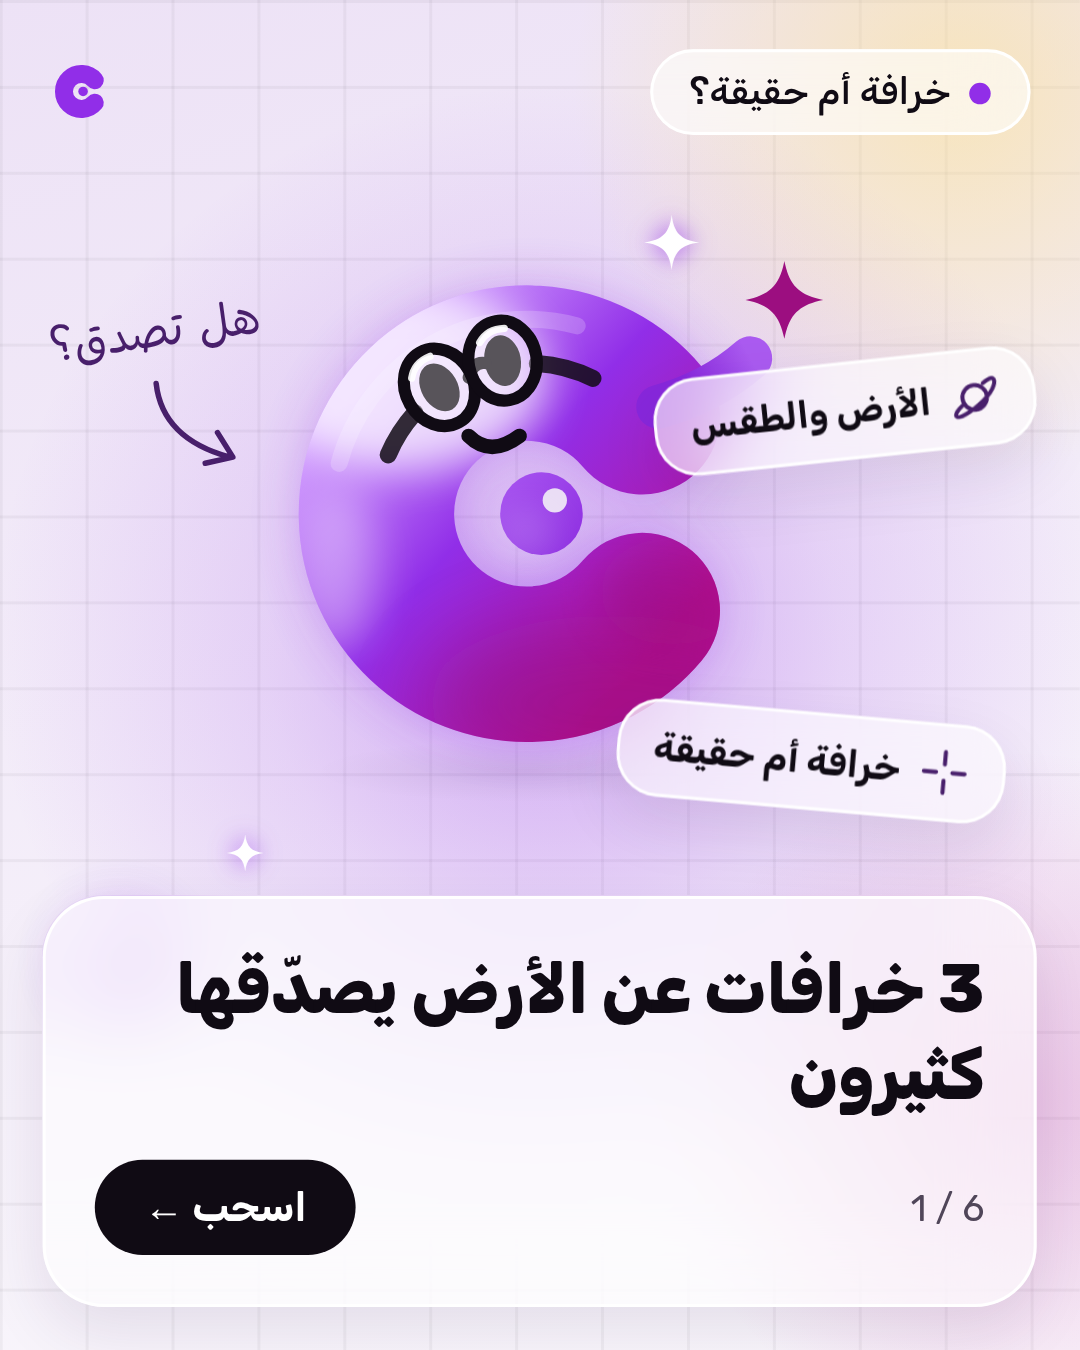 خرافة أم حقيقة؟
هل تصدق؟
الأرض والطقس
خرافة أم حقيقة
3 خرافات عن الأرض يصدّقها
كثيرون
1 / 6
اسحب ←